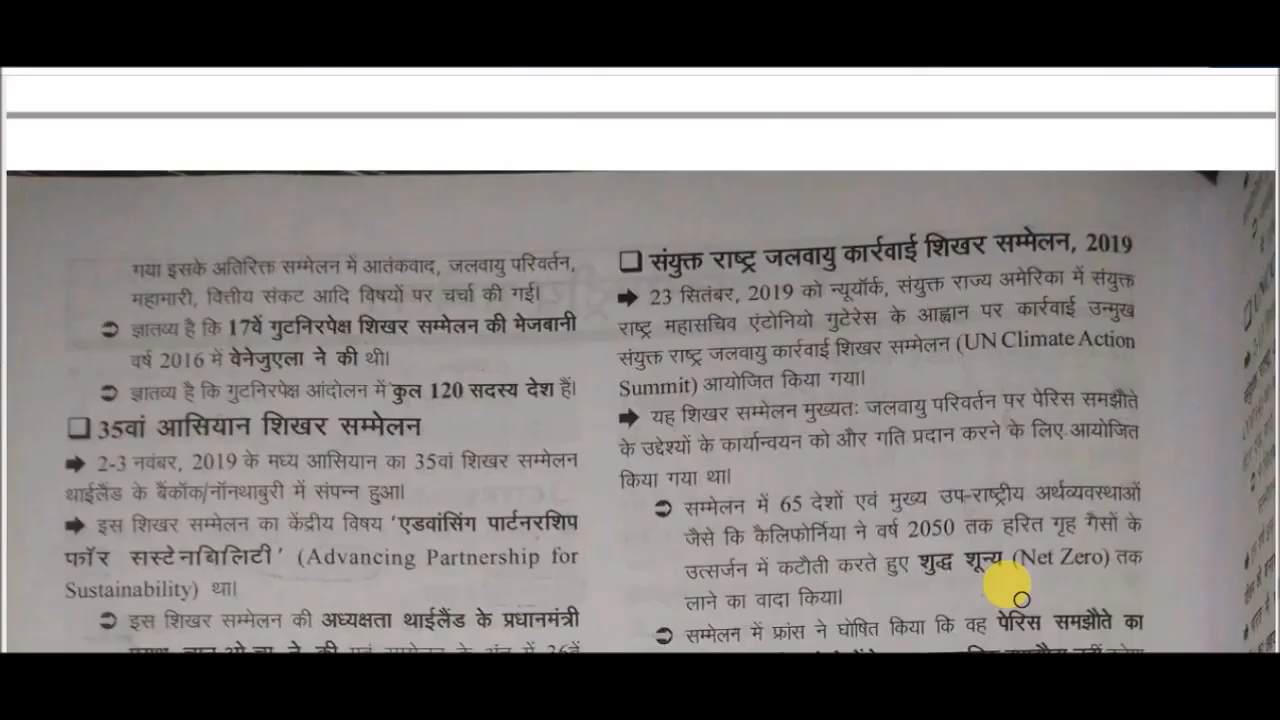 गया इसके अतिरिक्त सम्मेलन में आतंकवाद, जलवायु परिवर्तन,
महामारी, वित्तीय संकट आदि विषयों पर चर्चा की गई।
➲ ज्ञातव्य है कि 17वें गुटनिरपेक्ष शिखर सम्मेलन की मेजबानी
वर्ष 2016 में वेनेजुएला ने की थी।
➲ ज्ञातव्य है कि गुटनिरपेक्ष आंदोलन में कुल 120 सदस्य देश हैं।
❑ 35वां आसियान शिखर सम्मेलन
➡ 2-3 नवंबर, 2019 के मध्य आसियान का 35वां शिखर सम्मेलन
थाईलैंड के बैंकॉक/नॉनथाबुरी में संपन्न हुआ।
➡ इस शिखर सम्मेलन का केंद्रीय विषय ‘एडवांसिंग पार्टनरशिप
फॉर सस्टेनबिलिटी’ (Advancing Partnership for
Sustainability) था।
➲ इस शिखर सम्मेलन की अध्यक्षता थाईलैंड के प्रधानमंत्री
❑ संयुक्त राष्ट्र जलवायु कार्रवाई शिखर सम्मेलन, 2019
➡ 23 सितंबर, 2019 को न्यूयॉर्क, संयुक्त राज्य अमेरिका में संयुक्त
राष्ट्र महासचिव एंटोनियो गुटेरेस के आह्वान पर कार्रवाई उन्मुख
संयुक्त राष्ट्र जलवायु कार्रवाई शिखर सम्मेलन (UN Climate Action
Summit) आयोजित किया गया।
➡ यह शिखर सम्मेलन मुख्यतः जलवायु परिवर्तन पर पेरिस समझौते
के उद्देश्यों के कार्यान्वयन को और गति प्रदान करने के लिए आयोजित
किया गया था।
➲ सम्मेलन में 65 देशों एवं मुख्य उप-राष्ट्रीय अर्थव्यवस्थाओं
जैसे कि कैलिफोर्निया ने वर्ष 2050 तक हरित गृह गैसों के
उत्सर्जन में कटौती करते हुए शुद्ध शून्य (Net Zero) तक
लाने का वादा किया।
➲ सम्मेलन में फ्रांस ने घोषित किया कि वह पेरिस समझौते का